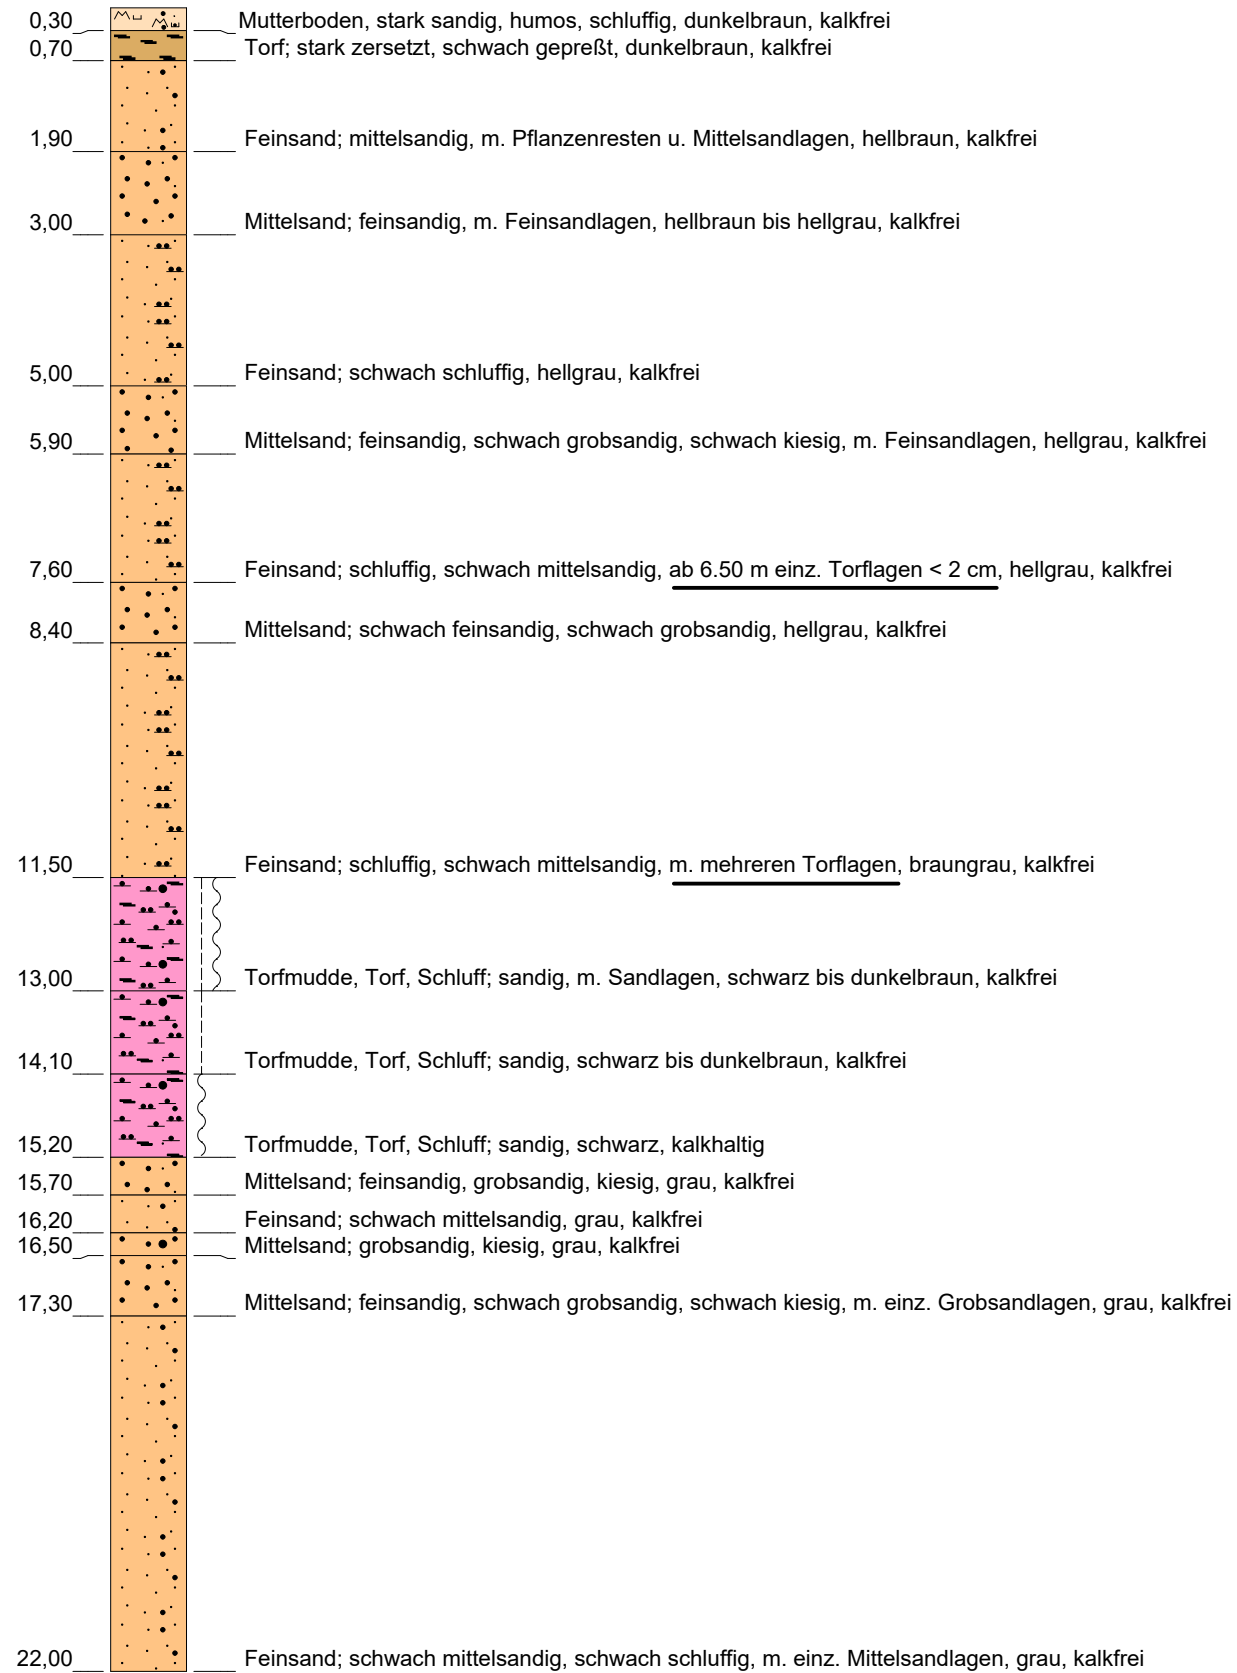 0,30 Mutterboden, stark sandig, humos, schluffig, dunkelbraun, kalkfrei
0,70 Torf; stark zersetzt, schwach gepreßt, dunkelbraun, kalkfrei
1,90 Feinsand; mittelsandig, m. Pflanzenresten u. Mittelsandlagen, hellbraun, kalkfrei
3,00 Mittelsand; feinsandig, m. Feinsandlagen, hellbraun bis hellgrau, kalkfrei
5,00 Feinsand; schwach schluffig, hellgrau, kalkfrei
5,90 Mittelsand; feinsandig, schwach grobsandig, schwach kiesig, m. Feinsandlagen, hellgrau, kalkfrei
7,60 Feinsand; schluffig, schwach mittelsandig, ab 6.50 m einz. Torflagen < 2 cm, hellgrau, kalkfrei
8,40 Mittelsand; schwach feinsandig, schwach grobsandig, hellgrau, kalkfrei
11,50 Feinsand; schluffig, schwach mittelsandig, m. mehreren Torflagen, braungrau, kalkfrei
13,00 Torfmudde, Torf, Schluff; sandig, m. Sandlagen, schwarz bis dunkelbraun, kalkfrei
14,10 Torfmudde, Torf, Schluff; sandig, schwarz bis dunkelbraun, kalkfrei
15,20 Torfmudde, Torf, Schluff; sandig, schwarz, kalkhaltig
15,70 Mittelsand; feinsandig, grobsandig, kiesig, grau, kalkfrei
16,20 Feinsand; schwach mittelsandig, grau, kalkfrei
16,50 Mittelsand; grobsandig, kiesig, grau, kalkfrei
17,30 Mittelsand; feinsandig, schwach grobsandig, schwach kiesig, m. einz. Grobsandlagen, grau, kalkfrei
22,00 Feinsand; schwach mittelsandig, schwach schluffig, m. einz. Mittelsandlagen, grau, kalkfrei